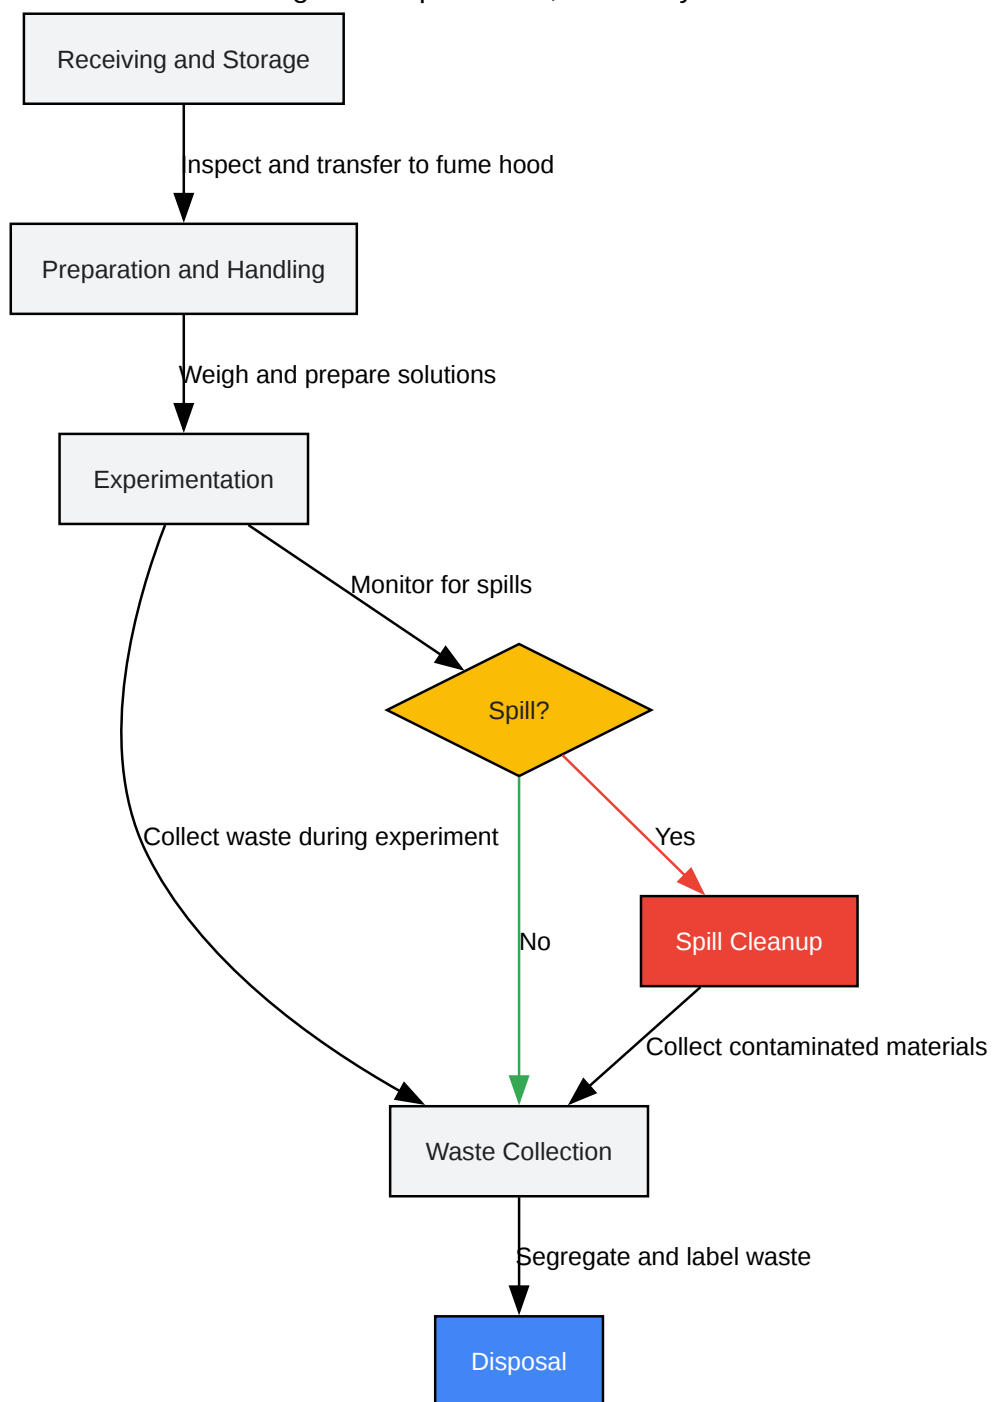 Receiving and Storage
Inspect and transfer to fume hood
Preparation and Handling
Weigh and prepare solutions
Experimentation
Monitor for spills
Spill?
Collect waste during experiment
Yes
No
Spill Cleanup
Collect contaminated materials
Waste Collection
Segregate and label waste
Disposal